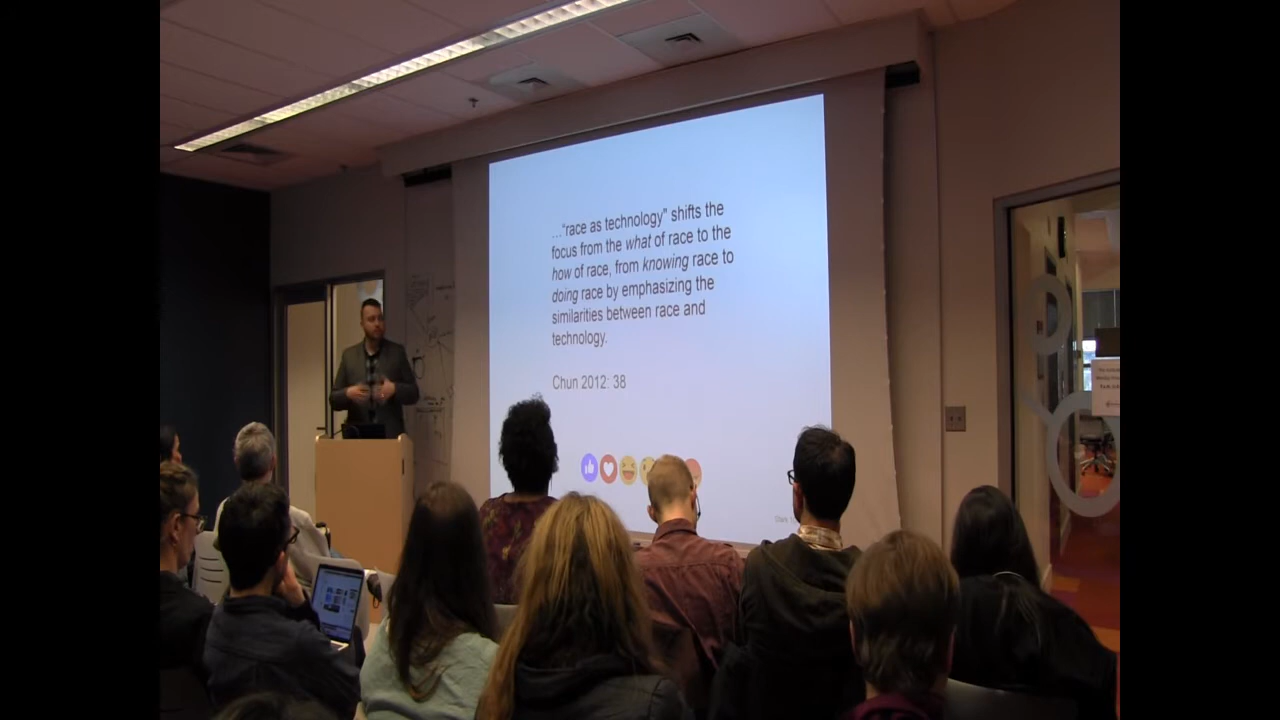 …"race as technology" shifts the
focus from the what of race to the
how of race, from knowing race to
doing race by emphasizing the
similarities between race and
technology.
Chun 2012: 38